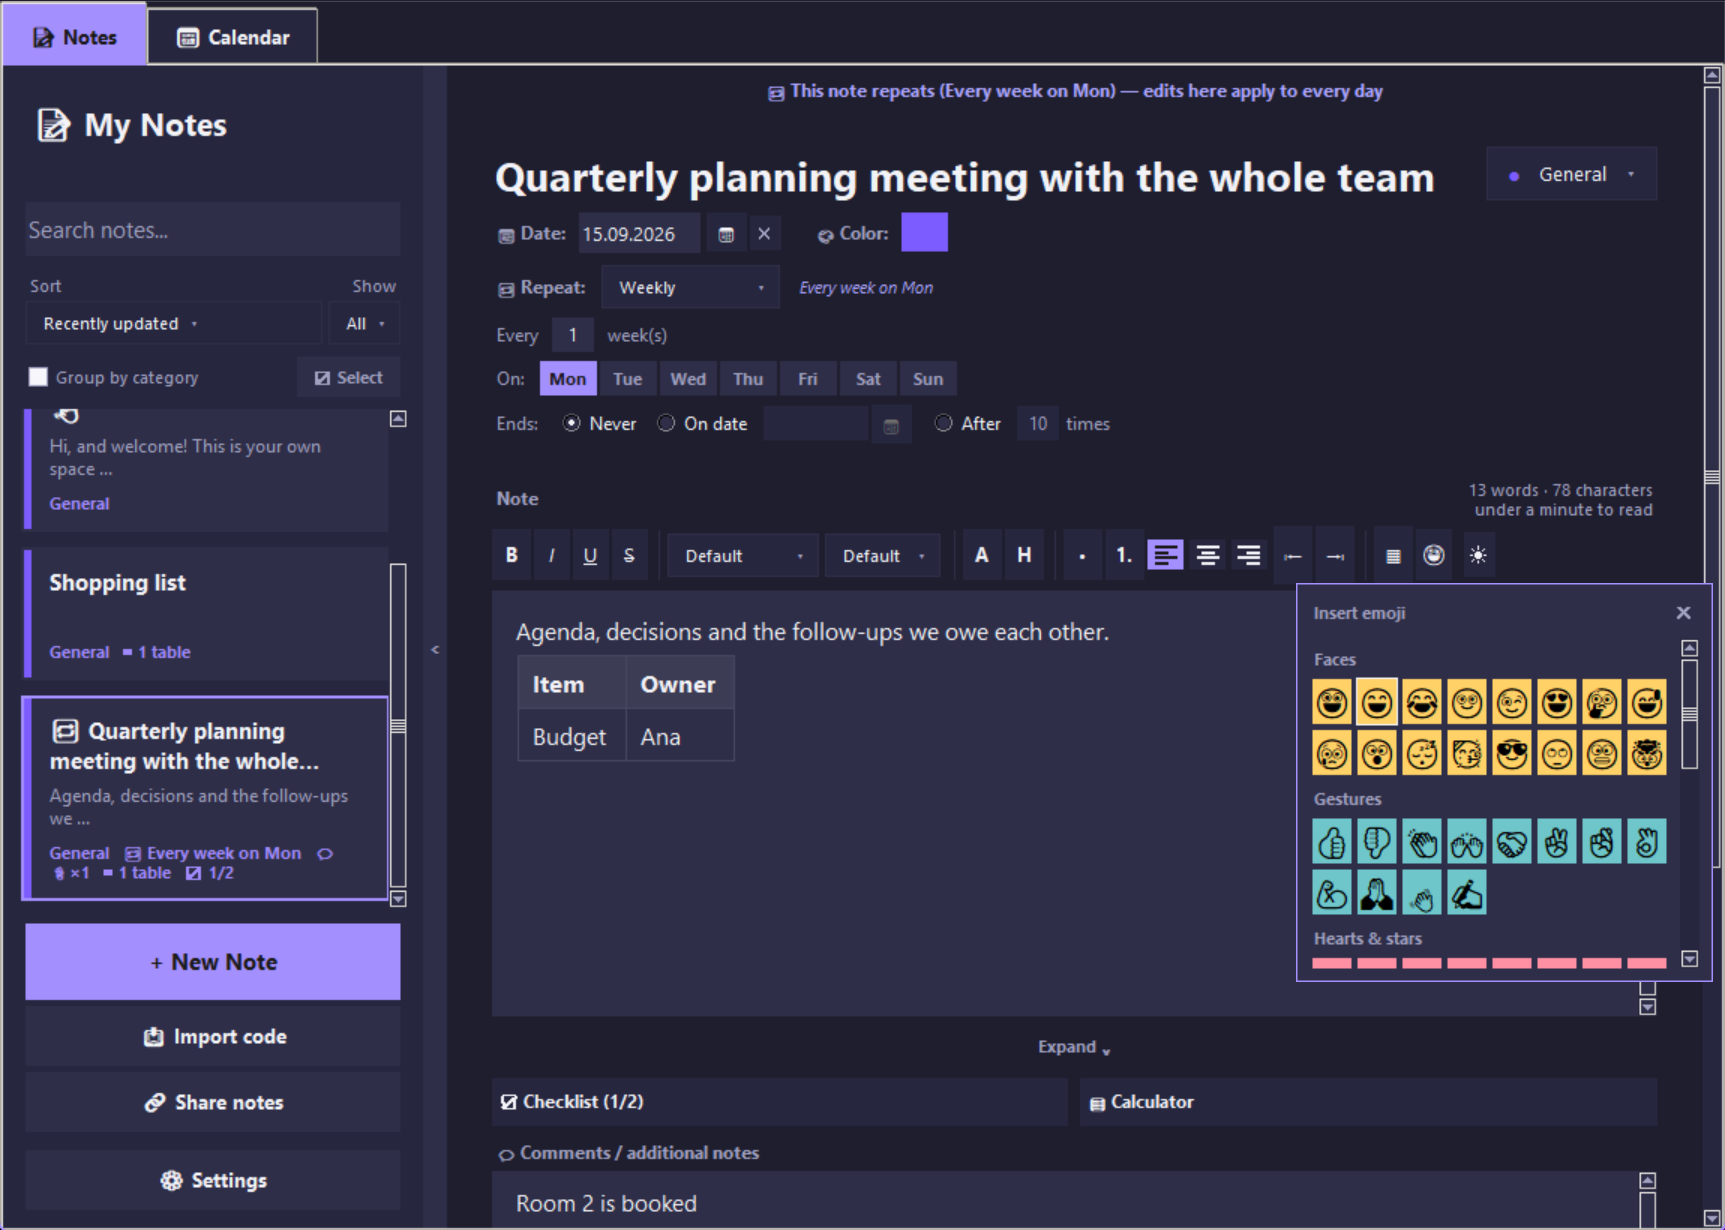 Notes
Calendar
My Notes
Search notes...
Sort
Show
Recently updated
All
Group by category
Select
Hi, and welcome! This is your own
space ...
General
Shopping list
General 1 table
Quarterly planning
meeting with the whole...
Agenda, decisions and the follow-ups
we ...
General Every week on Mon
×1 1 table 1/2
+ New Note
Import code
Share notes
Settings
<
This note repeats (Every week on Mon) — edits here apply to every day
Quarterly planning meeting with the whole team
General
Date: 15.09.2026
Color:
Repeat: Weekly Every week on Mon
Every 1 week(s)
On: Mon Tue Wed Thu Fri Sat Sun
Ends: Never On date After 10 times
Note
13 words · 78 characters
under a minute to read
B I U S Default Default A H • 1.
Agenda, decisions and the follow-ups we owe each other.
Item Owner
Budget Ana
Insert emoji
Faces
Gestures
Hearts & stars
Expand
Checklist (1/2)
Calculator
Comments / additional notes
Room 2 is booked